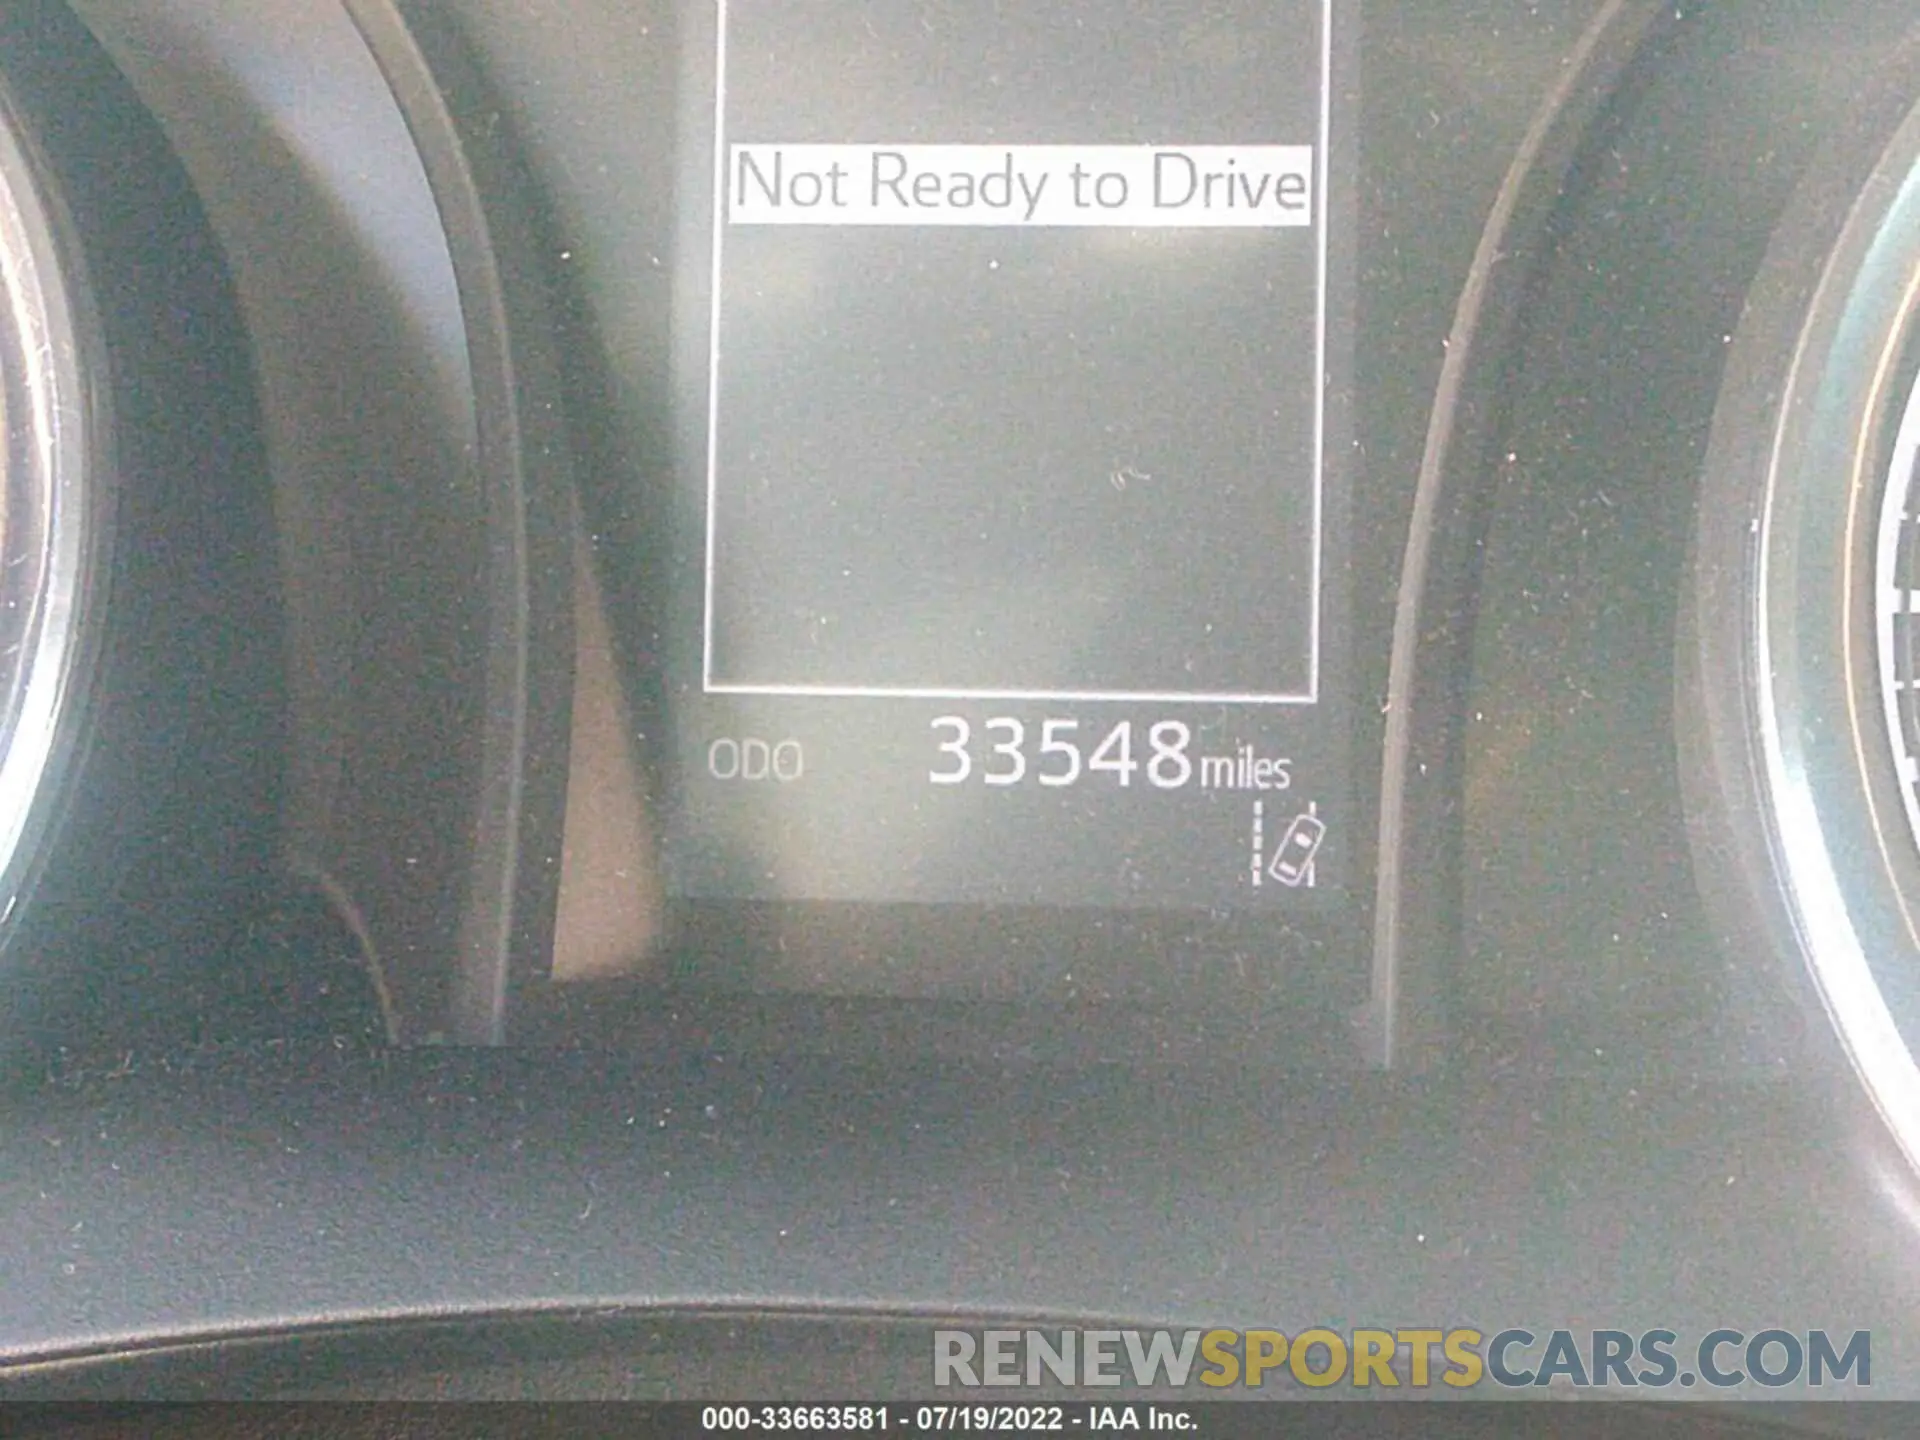 Not Ready to Drive
ODO 33548 miles
RENEWSPORTSCARS.COM
000-33663581 - 07/19/2022 - IAA Inc.